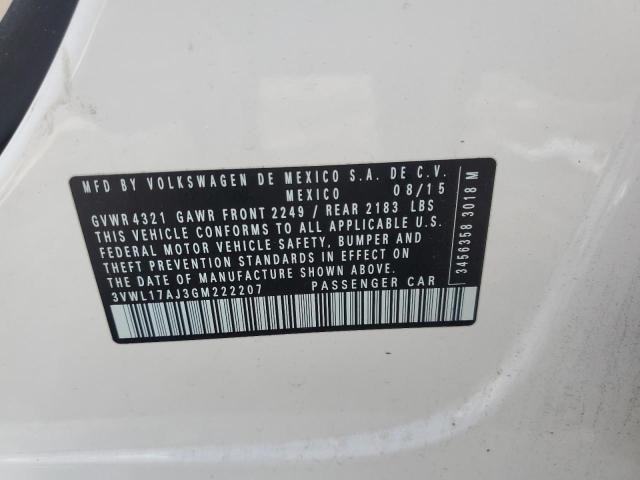 MFD BY VOLKSWAGEN DE MEXICO S.A. DE C.V.
MEXICO 08/15
GVWR 4321 GAWR FRONT 2249 / REAR 2183 LBS
THIS VEHICLE CONFORMS TO ALL APPLICABLE U.S.
FEDERAL MOTOR VEHICLE SAFETY, BUMPER AND
THEFT PREVENTION STANDARDS IN EFFECT ON
THE DATE OF MANUFACTURE SHOWN ABOVE.
3VWL17AJ3GM222207 PASSENGER CAR
3456358 3018 M